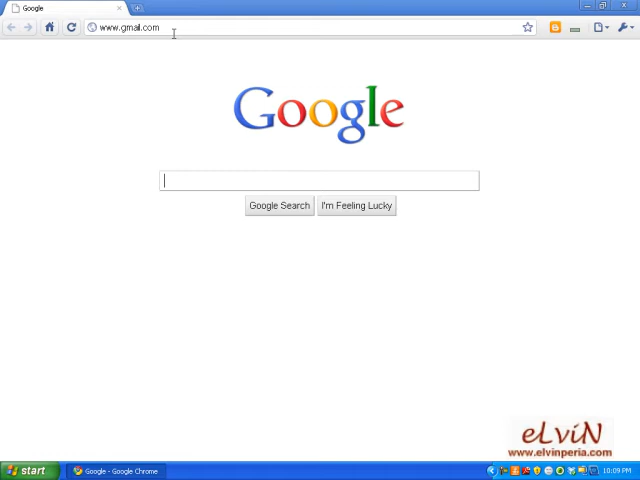 Google
www.gmail.com
Google
Google Search
I'm Feeling Lucky
eLviN
www.elvinperia.com
start
Google - Google Chrome
10:09 PM